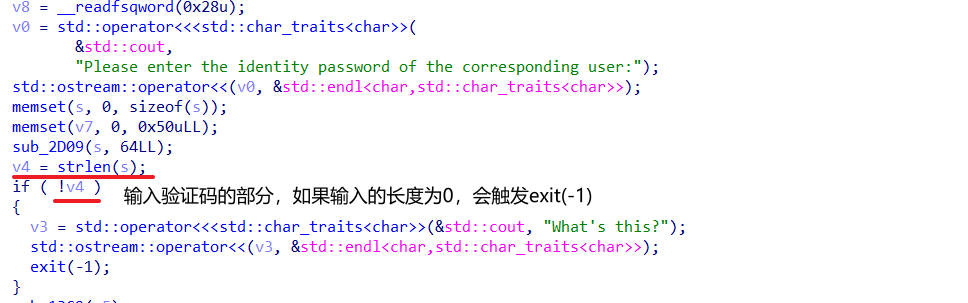 v8 = __readfsqword(0x28u);
v0 = std::operator<<<std::char_traits<char>>(
&std::cout,
"Please enter the identity password of the corresponding user:");
std::ostream::operator<<(v0, &std::endl<char,std::char_traits<char>>);
memset(s, 0, sizeof(s));
memset(v7, 0, 0x50uLL);
sub_2D09(s, 64LL);
v4 = strlen(s);
if ( !v4 ) 输入验证码的部分，如果输入的长度为0，会触发exit(-1)
{
v3 = std::operator<<<std::char_traits<char>>(&std::cout, "What's this?");
std::ostream::operator<<(v3, &std::endl<char,std::char_traits<char>>);
exit(-1);
}